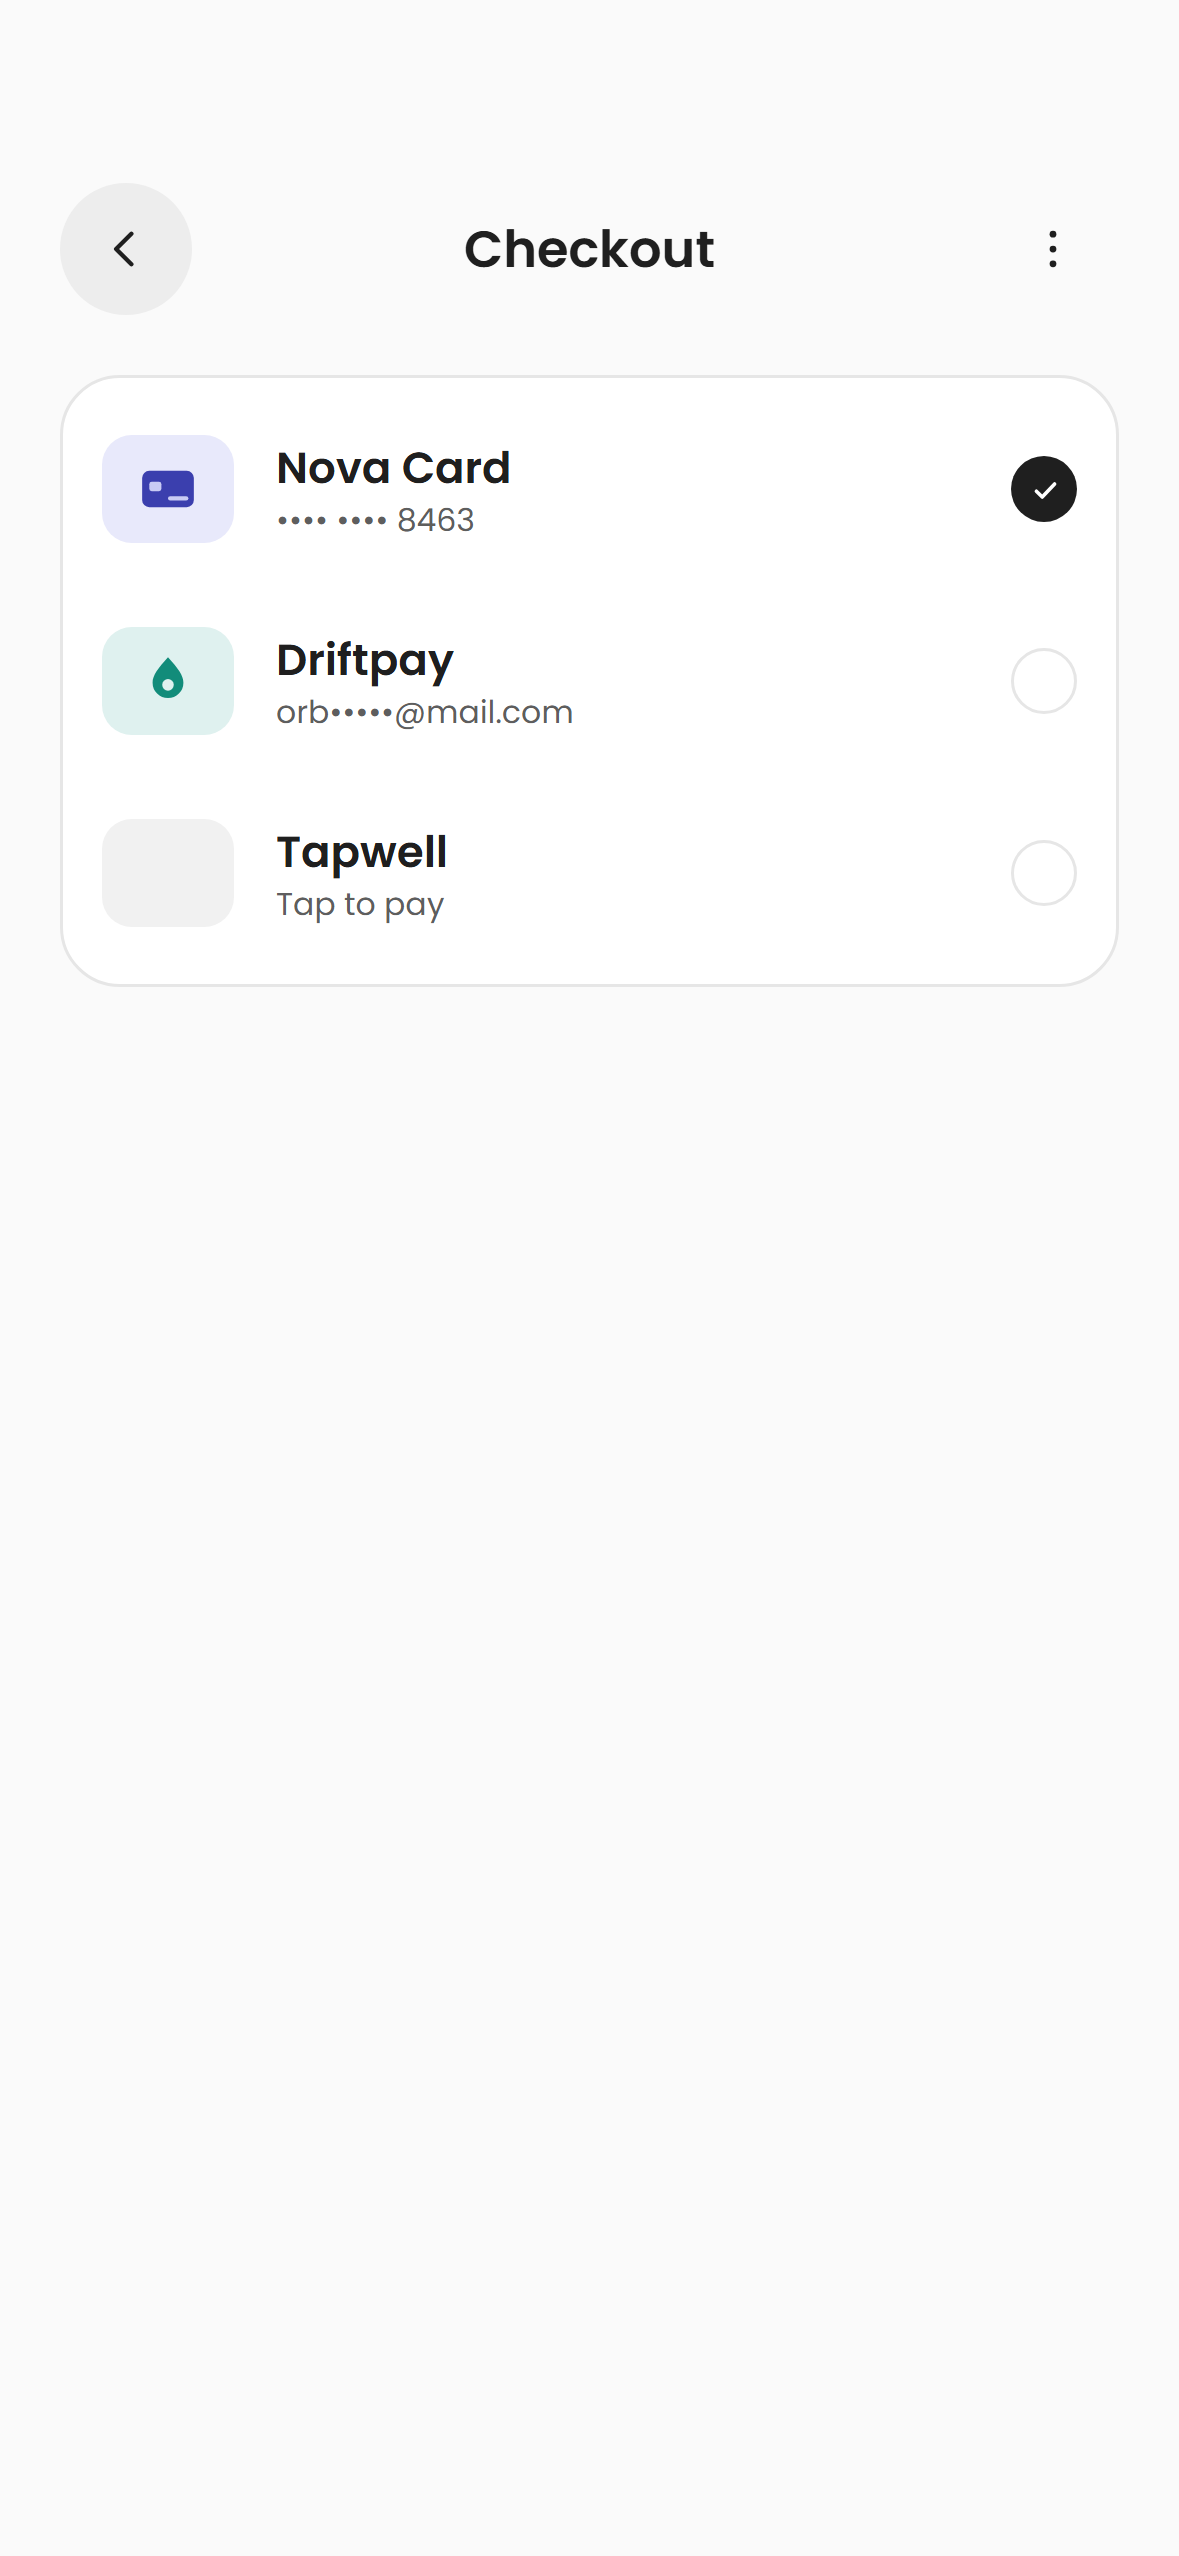 Checkout
Nova Card
•••• •••• 8463
Driftpay
orb•••••@mail.com
Tapwell
Tap to pay